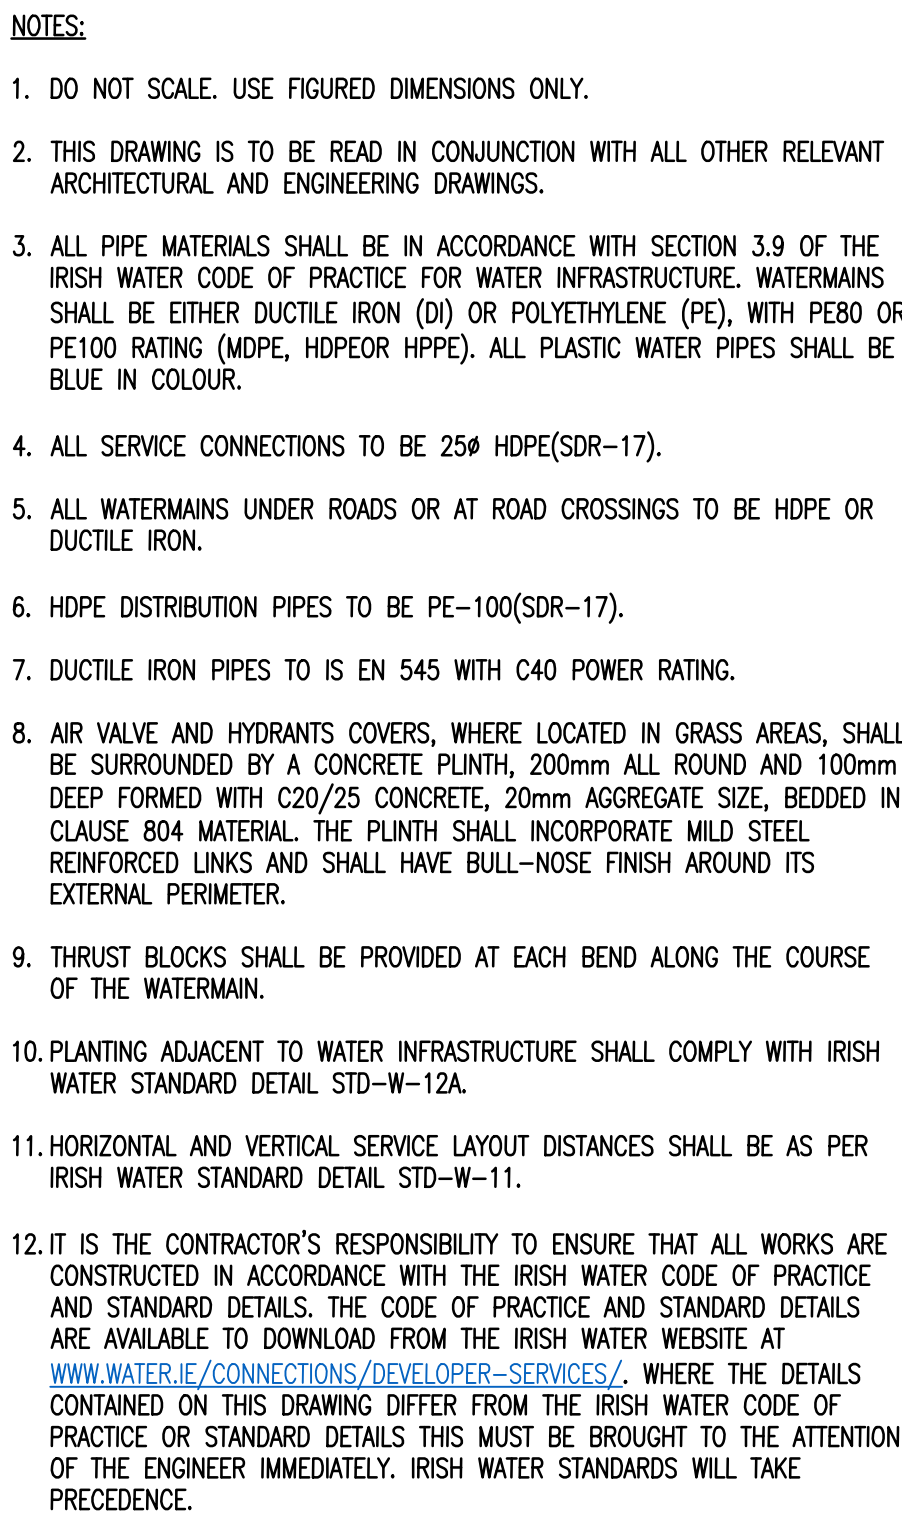 NOTES:
1. DO NOT SCALE. USE FIGURED DIMENSIONS ONLY.
2. THIS DRAWING IS TO BE READ IN CONJUNCTION WITH ALL OTHER RELEVANT
ARCHITECTURAL AND ENGINEERING DRAWINGS.
3. ALL PIPE MATERIALS SHALL BE IN ACCORDANCE WITH SECTION 3.9 OF THE
IRISH WATER CODE OF PRACTICE FOR WATER INFRASTRUCTURE. WATERMAINS
SHALL BE EITHER DUCTILE IRON (DI) OR POLYETHYLENE (PE), WITH PE80 OR
PE100 RATING (MDPE, HDPEOR HPPE). ALL PLASTIC WATER PIPES SHALL BE
BLUE IN COLOUR.
4. ALL SERVICE CONNECTIONS TO BE 25ø HDPE(SDR-17).
5. ALL WATERMAINS UNDER ROADS OR AT ROAD CROSSINGS TO BE HDPE OR
DUCTILE IRON.
6. HDPE DISTRIBUTION PIPES TO BE PE-100(SDR-17).
7. DUCTILE IRON PIPES TO IS EN 545 WITH C40 POWER RATING.
8. AIR VALVE AND HYDRANTS COVERS, WHERE LOCATED IN GRASS AREAS, SHALL
BE SURROUNDED BY A CONCRETE PLINTH, 200mm ALL ROUND AND 100mm
DEEP FORMED WITH C20/25 CONCRETE, 20mm AGGREGATE SIZE, BEDDED IN
CLAUSE 804 MATERIAL. THE PLINTH SHALL INCORPORATE MILD STEEL
REINFORCED LINKS AND SHALL HAVE BULL-NOSE FINISH AROUND ITS
EXTERNAL PERIMETER.
9. THRUST BLOCKS SHALL BE PROVIDED AT EACH BEND ALONG THE COURSE
OF THE WATERMAIN.
10. PLANTING ADJACENT TO WATER INFRASTRUCTURE SHALL COMPLY WITH IRISH
WATER STANDARD DETAIL STD-W-12A.
11. HORIZONTAL AND VERTICAL SERVICE LAYOUT DISTANCES SHALL BE AS PER
IRISH WATER STANDARD DETAIL STD-W-11.
12. IT IS THE CONTRACTOR'S RESPONSIBILITY TO ENSURE THAT ALL WORKS ARE
CONSTRUCTED IN ACCORDANCE WITH THE IRISH WATER CODE OF PRACTICE
AND STANDARD DETAILS. THE CODE OF PRACTICE AND STANDARD DETAILS
ARE AVAILABLE TO DOWNLOAD FROM THE IRISH WATER WEBSITE AT
WWW.WATER.IE/CONNECTIONS/DEVELOPER-SERVICES/. WHERE THE DETAILS
CONTAINED ON THIS DRAWING DIFFER FROM THE IRISH WATER CODE OF
PRACTICE OR STANDARD DETAILS THIS MUST BE BROUGHT TO THE ATTENTION
OF THE ENGINEER IMMEDIATELY. IRISH WATER STANDARDS WILL TAKE
PRECEDENCE.